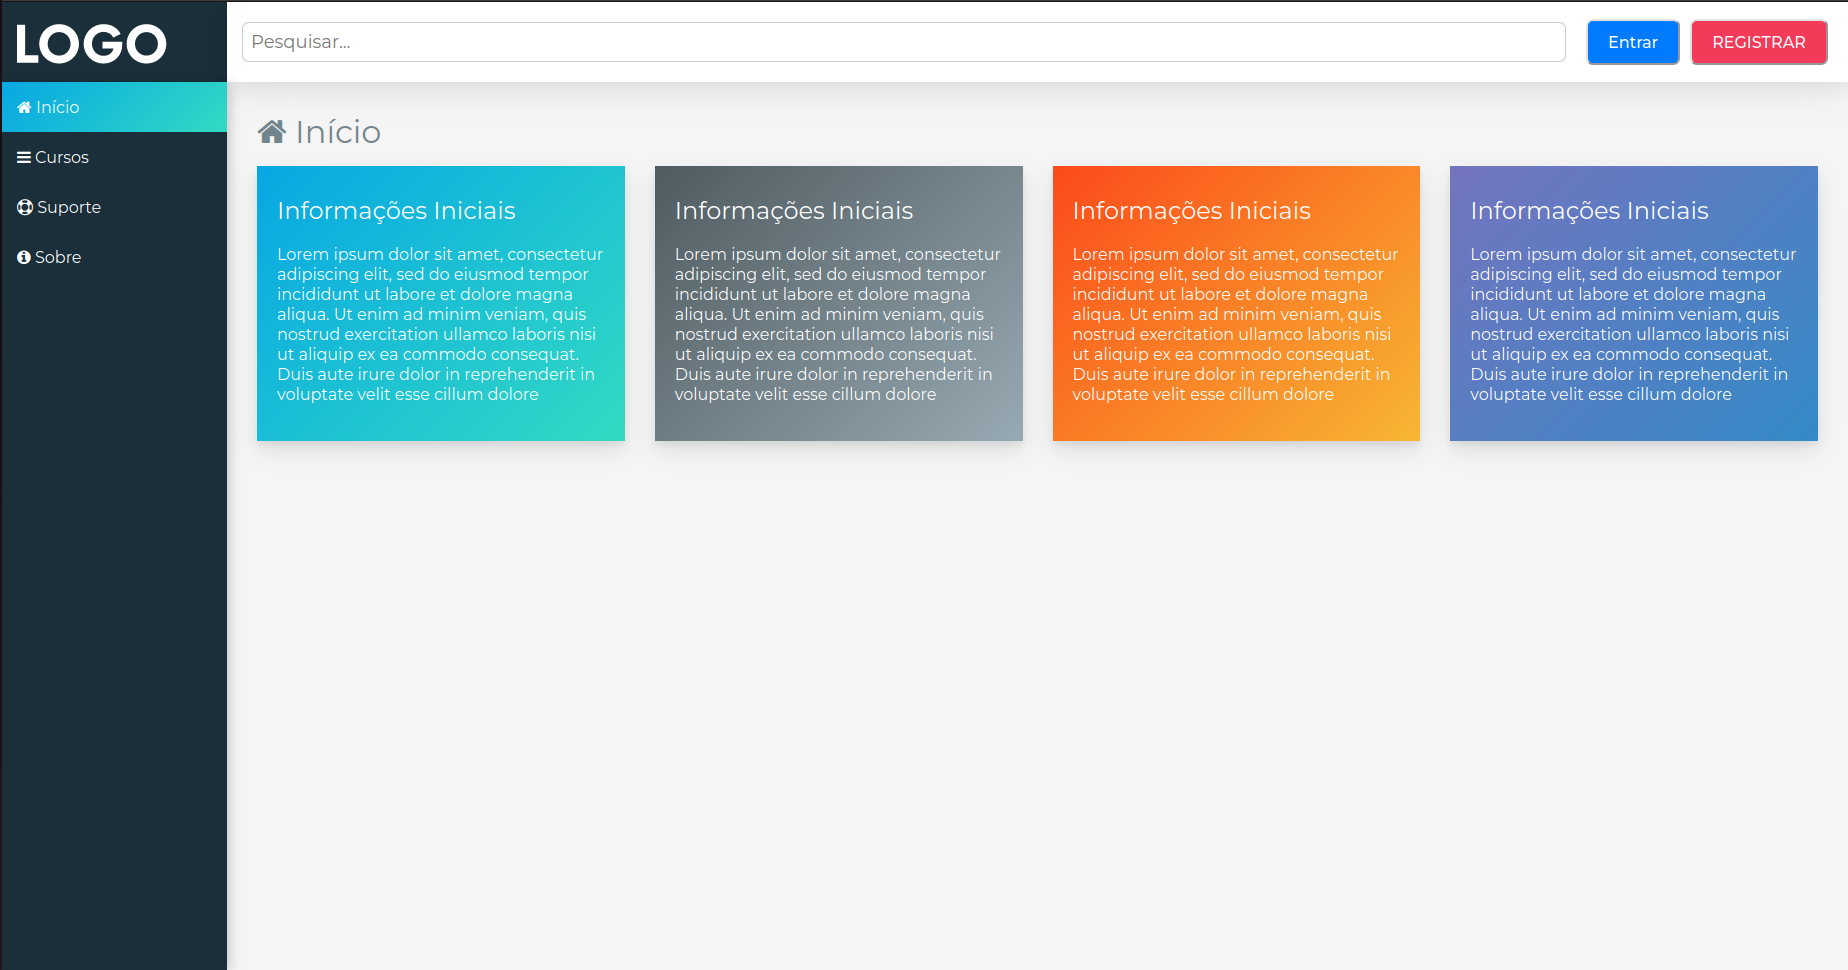 LOGO
Pesquisar...
Entrar
REGISTRAR
Início
Cursos
Suporte
Sobre
Início
Informações Iniciais
Lorem ipsum dolor sit amet, consectetur
adipiscing elit, sed do eiusmod tempor
incididunt ut labore et dolore magna
aliqua. Ut enim ad minim veniam, quis
nostrud exercitation ullamco laboris nisi
ut aliquip ex ea commodo consequat.
Duis aute irure dolor in reprehenderit in
voluptate velit esse cillum dolore
Informações Iniciais
Lorem ipsum dolor sit amet, consectetur
adipiscing elit, sed do eiusmod tempor
incididunt ut labore et dolore magna
aliqua. Ut enim ad minim veniam, quis
nostrud exercitation ullamco laboris nisi
ut aliquip ex ea commodo consequat.
Duis aute irure dolor in reprehenderit in
voluptate velit esse cillum dolore
Informações Iniciais
Lorem ipsum dolor sit amet, consectetur
adipiscing elit, sed do eiusmod tempor
incididunt ut labore et dolore magna
aliqua. Ut enim ad minim veniam, quis
nostrud exercitation ullamco laboris nisi
ut aliquip ex ea commodo consequat.
Duis aute irure dolor in reprehenderit in
voluptate velit esse cillum dolore
Informações Iniciais
Lorem ipsum dolor sit amet, consectetur
adipiscing elit, sed do eiusmod tempor
incididunt ut labore et dolore magna
aliqua. Ut enim ad minim veniam, quis
nostrud exercitation ullamco laboris nisi
ut aliquip ex ea commodo consequat.
Duis aute irure dolor in reprehenderit in
voluptate velit esse cillum dolore